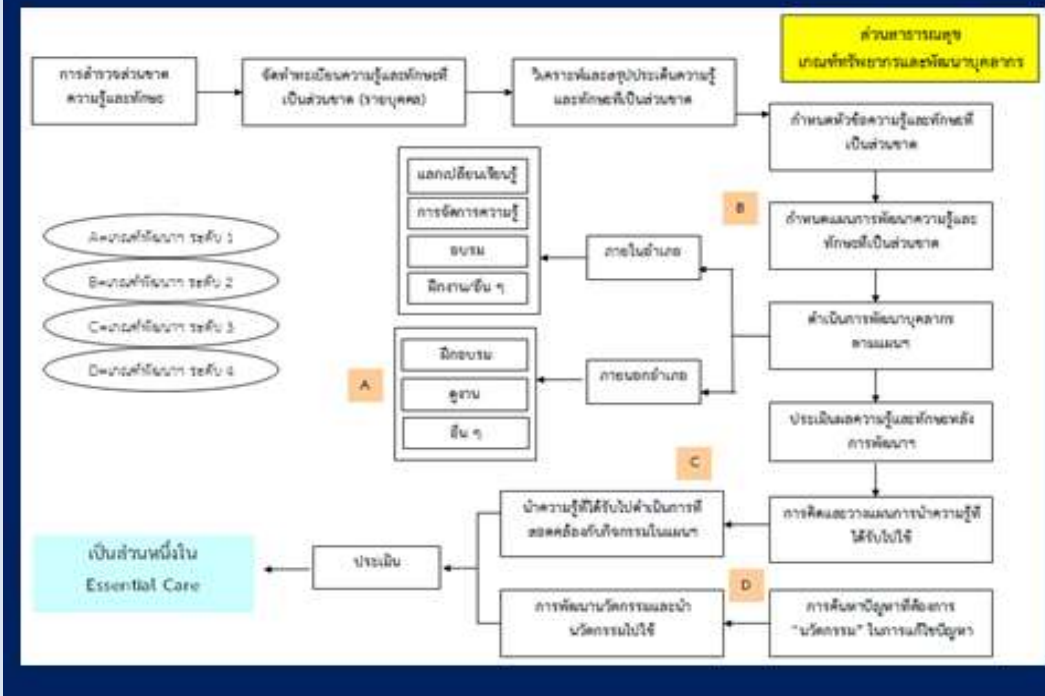 ส่วนสาธารณสุข
เกณฑ์ทรัพยากรและพัฒนาบุคลากร
การสำรวจส่วนขาด
ความรู้และทักษะ
จัดทำทะเบียนความรู้และทักษะที่
เป็นส่วนขาด (รายบุคคล)
วิเคราะห์และสรุปประเด็นความรู้
และทักษะที่เป็นส่วนขาด
กำหนดหัวข้อความรู้และทักษะที่
เป็นส่วนขาด
B
กำหนดแผนการพัฒนาความรู้และ
ทักษะที่เป็นส่วนขาด
ดำเนินการพัฒนาบุคลากร
ตามแผนฯ
ภายในอำเภอ
แลกเปลี่ยนเรียนรู้
การจัดการความรู้
อบรม
ฝึกงาน/อื่น ๆ
ภายนอกอำเภอ
A
ฝึกอบรม
ดูงาน
อื่น ๆ
A=เกณฑ์พัฒนาฯ ระดับ 1
B=เกณฑ์พัฒนาฯ ระดับ 2
C=เกณฑ์พัฒนาฯ ระดับ 3
D=เกณฑ์พัฒนาฯ ระดับ 4
ประเมินผลความรู้และทักษะหลัง
การพัฒนาฯ
การคิดและวางแผนการนำความรู้ที่
ได้รับไปใช้
C
นำความรู้ที่ได้รับไปดำเนินการที่
สอดคล้องกับกิจกรรมในแผนฯ
การค้นหาปัญหาที่ต้องการ
"นวัตกรรม" ในการแก้ไขปัญหา
D
การพัฒนานวัตกรรมและนำ
นวัตกรรมไปใช้
ประเมิน
เป็นส่วนหนึ่งใน
Essential Care